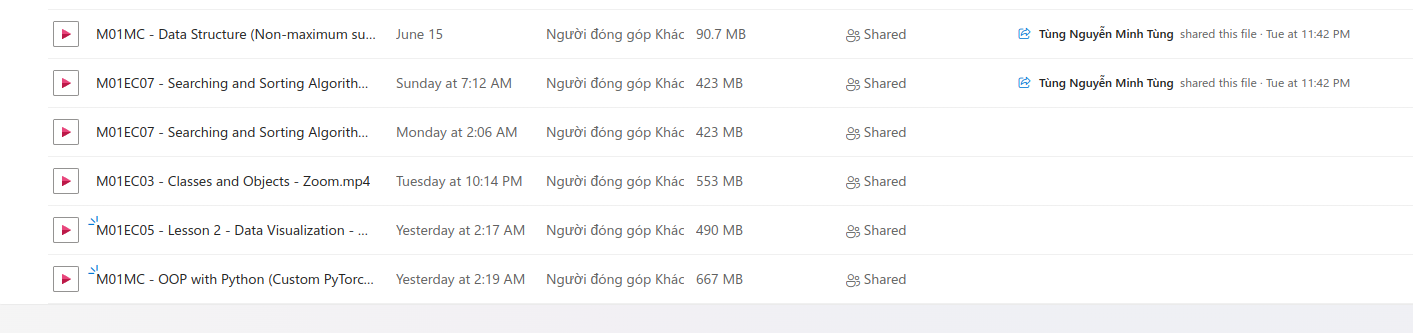 M01MC - Data Structure (Non-maximum su... June 15 Người đóng góp Khác 90.7 MB Shared Tùng Nguyễn Minh Tùng shared this file · Tue at 11:42 PM
M01EC07 - Searching and Sorting Algorith... Sunday at 7:12 AM Người đóng góp Khác 423 MB Shared Tùng Nguyễn Minh Tùng shared this file · Tue at 11:42 PM
M01EC07 - Searching and Sorting Algorith... Monday at 2:06 AM Người đóng góp Khác 423 MB Shared
M01EC03 - Classes and Objects - Zoom.mp4 Tuesday at 10:14 PM Người đóng góp Khác 553 MB Shared
M01EC05 - Lesson 2 - Data Visualization - ... Yesterday at 2:17 AM Người đóng góp Khác 490 MB Shared
M01MC - OOP with Python (Custom PyTorc... Yesterday at 2:19 AM Người đóng góp Khác 667 MB Shared